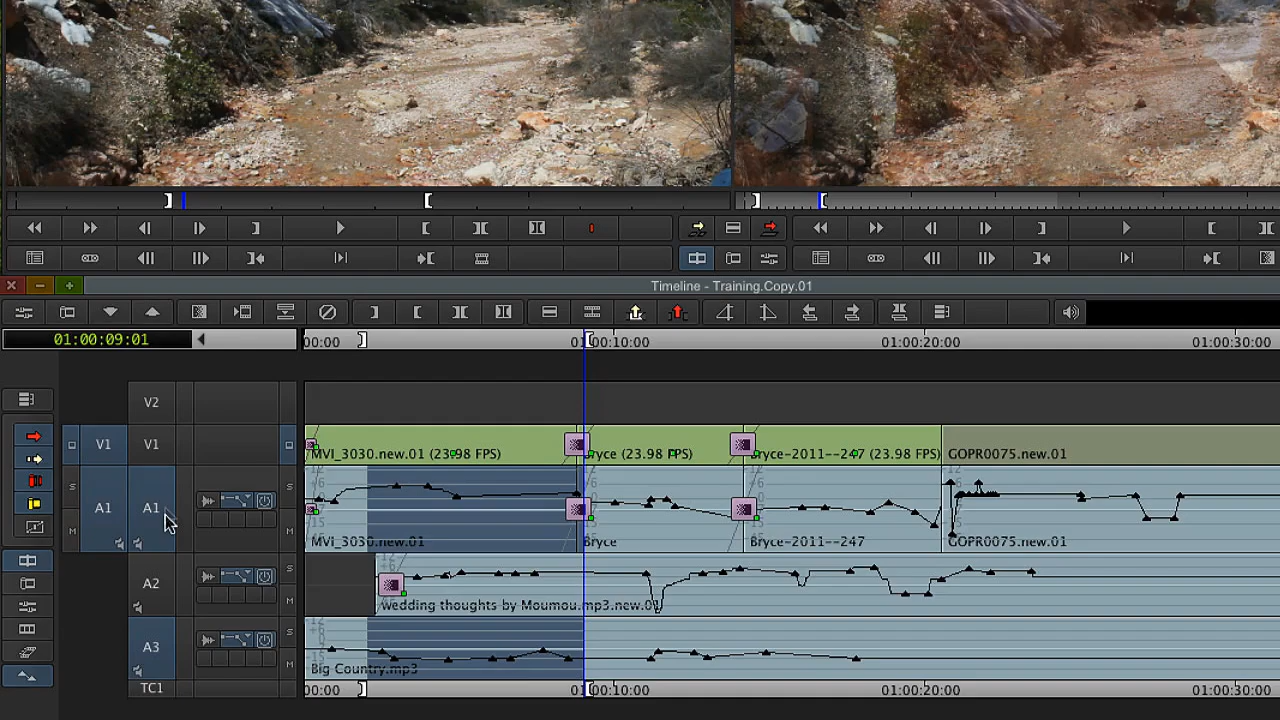 Timeline - Training.Copy.01
01:00:09:01
00:00
01:00:10:00
01:00:20:00
01:00:30:00
V2
V1
V1
MVI_3030.new.01 (23.98 FPS)
Bryce (23.98 FPS)
Bryce-2011--247 (23.98 FPS)
GOPR0075.new.01
S
A1
A1
S
M
M
MVI_3030.new.01
Bryce
Bryce-2011--247
GOPR0075.new.01
A2
S
M
wedding thoughts by Moumou.mp3.new.01
A3
S
M
Big Country.mp3
TC1
00:00
01:00:10:00
01:00:20:00
01:00:30:00